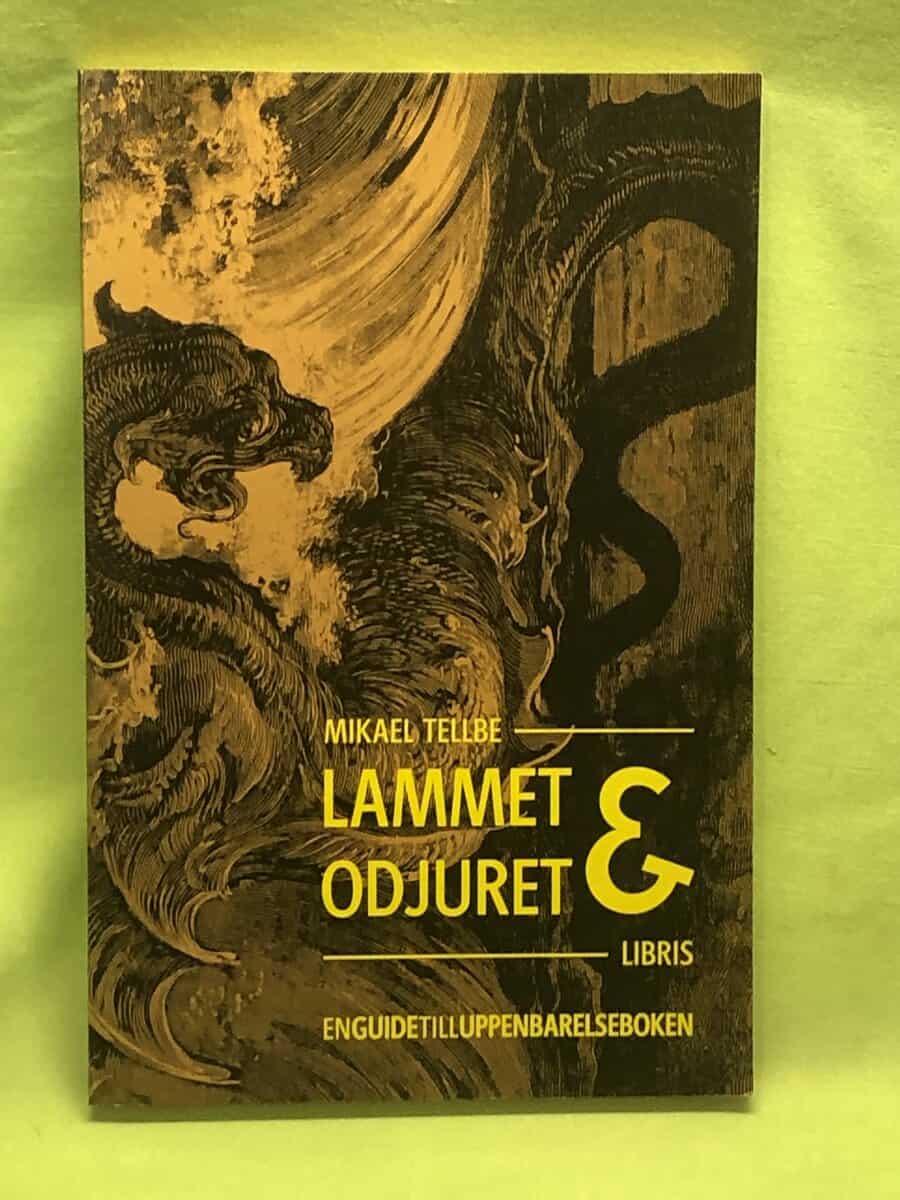 MIKAEL TELLBE
LAMMET &
ODJURET
LIBRIS
ENGUIDETILLUPPENBARELSEBOKEN